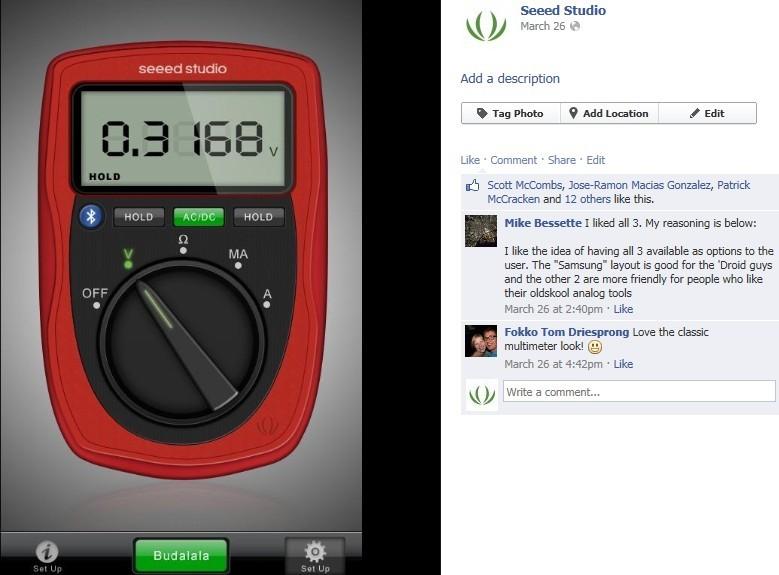 seeed studio
0.3168 V
HOLD
HOLD AC/DC HOLD
Ω
V MA
OFF A
Set Up Budalala Set Up
Seeed Studio
March 26
Add a description
Tag Photo Add Location Edit
Like · Comment · Share · Edit
Scott McCombs, Jose-Ramon Macias Gonzalez, Patrick
McCracken and 12 others like this.
Mike Bessette I liked all 3. My reasoning is below:
I like the idea of having all 3 available as options to the
user. The "Samsung" layout is good for the 'Droid guys
and the other 2 are more friendly for people who like
their oldskool analog tools
March 26 at 2:40pm · Like
Fokko Tom Driesprong Love the classic
multimeter look!
March 26 at 4:42pm · Like
Write a comment...